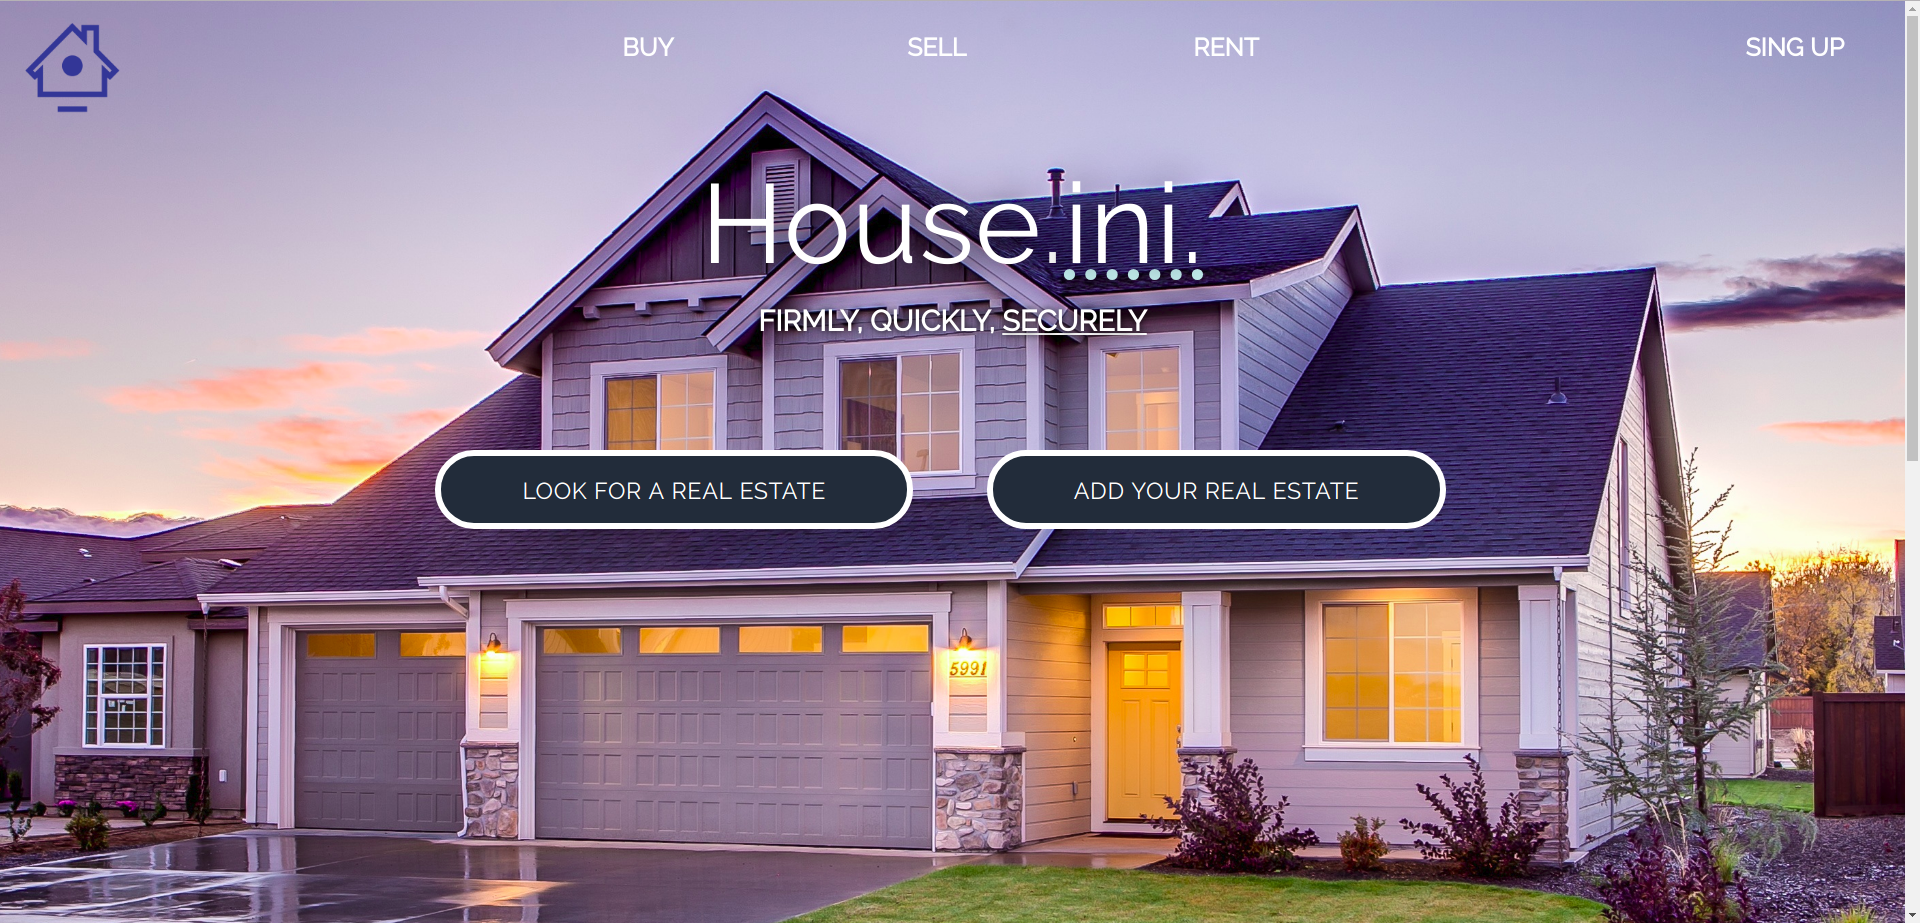 BUY SELL RENT SING UP
House.ini.
FIRMLY, QUICKLY, SECURELY
LOOK FOR A REAL ESTATE ADD YOUR REAL ESTATE
5991